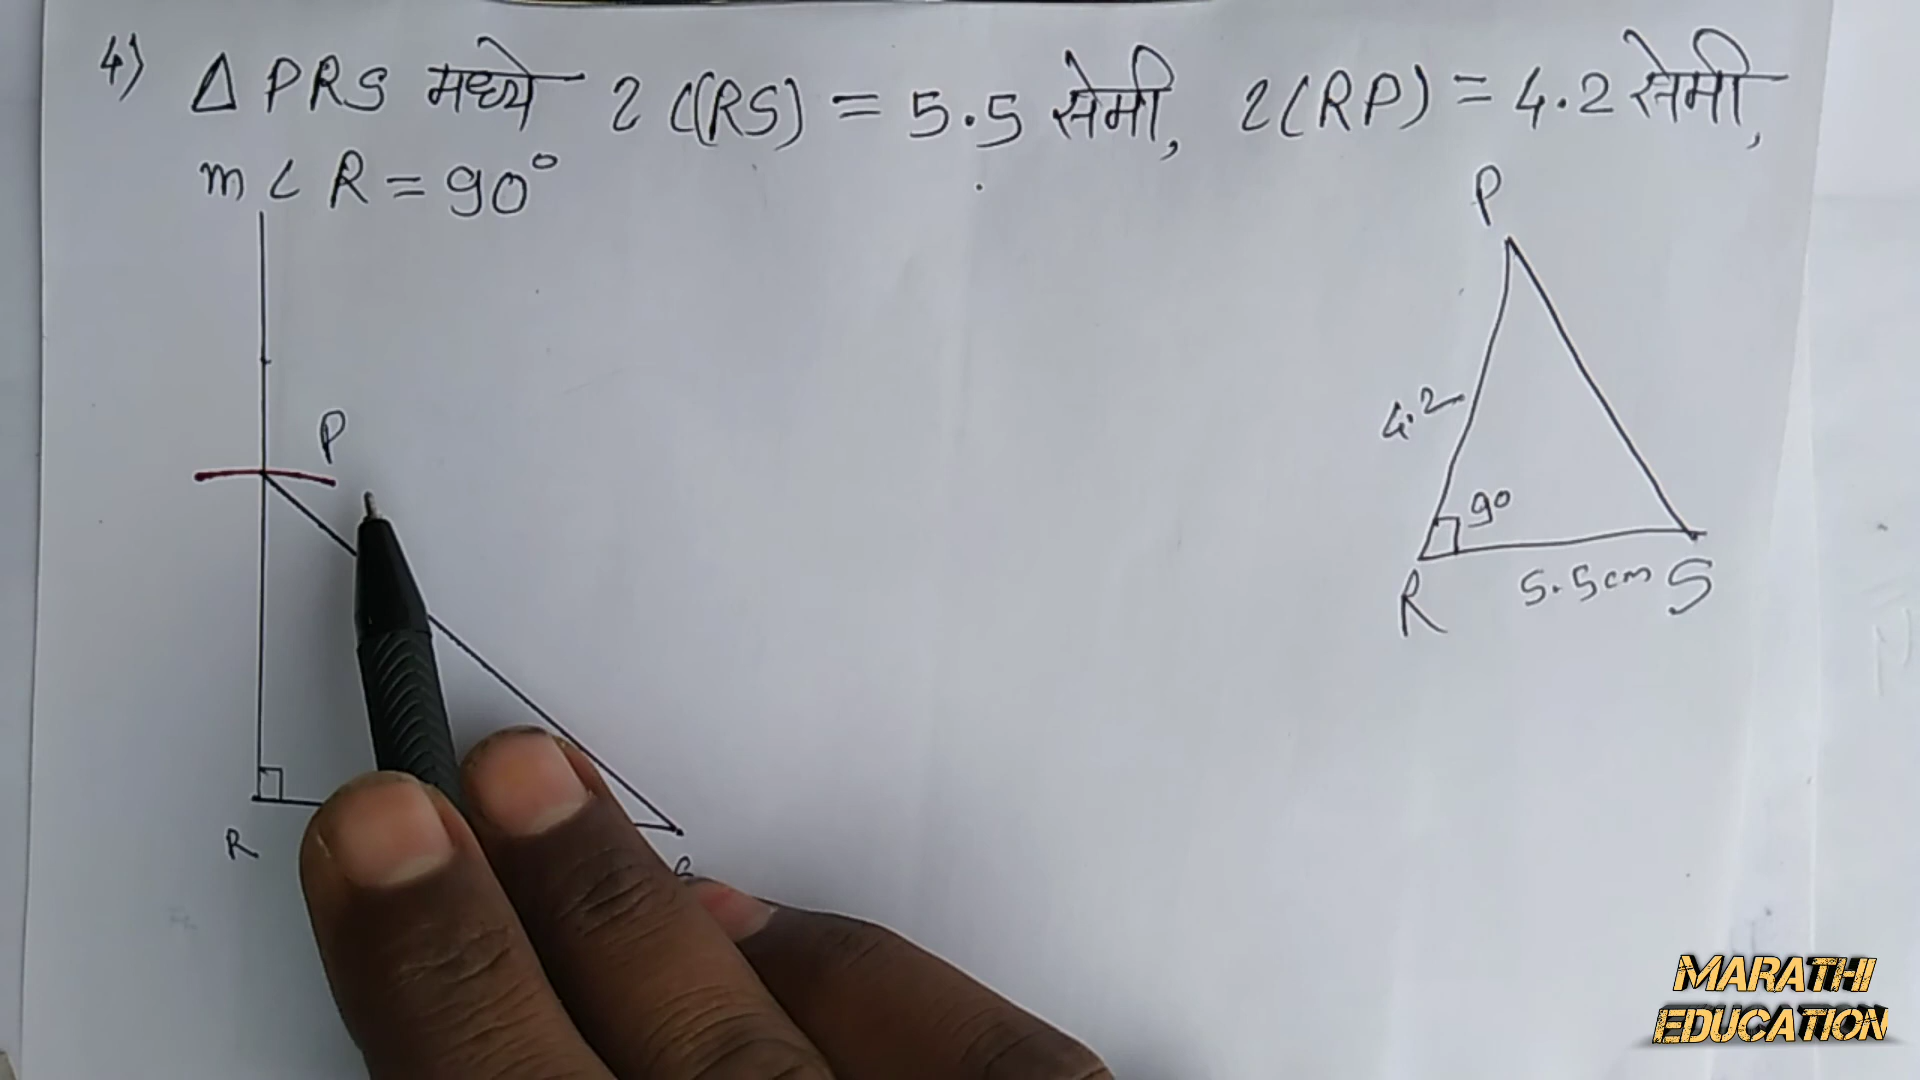 4) Δ PRS मध्ये l(RS) = 5.5 सेमी, l(RP) = 4.2 सेमी,
m∠R = 90°
P
4.2
90
R
5.5cm
S
P
R
S
MARATHI
EDUCATION